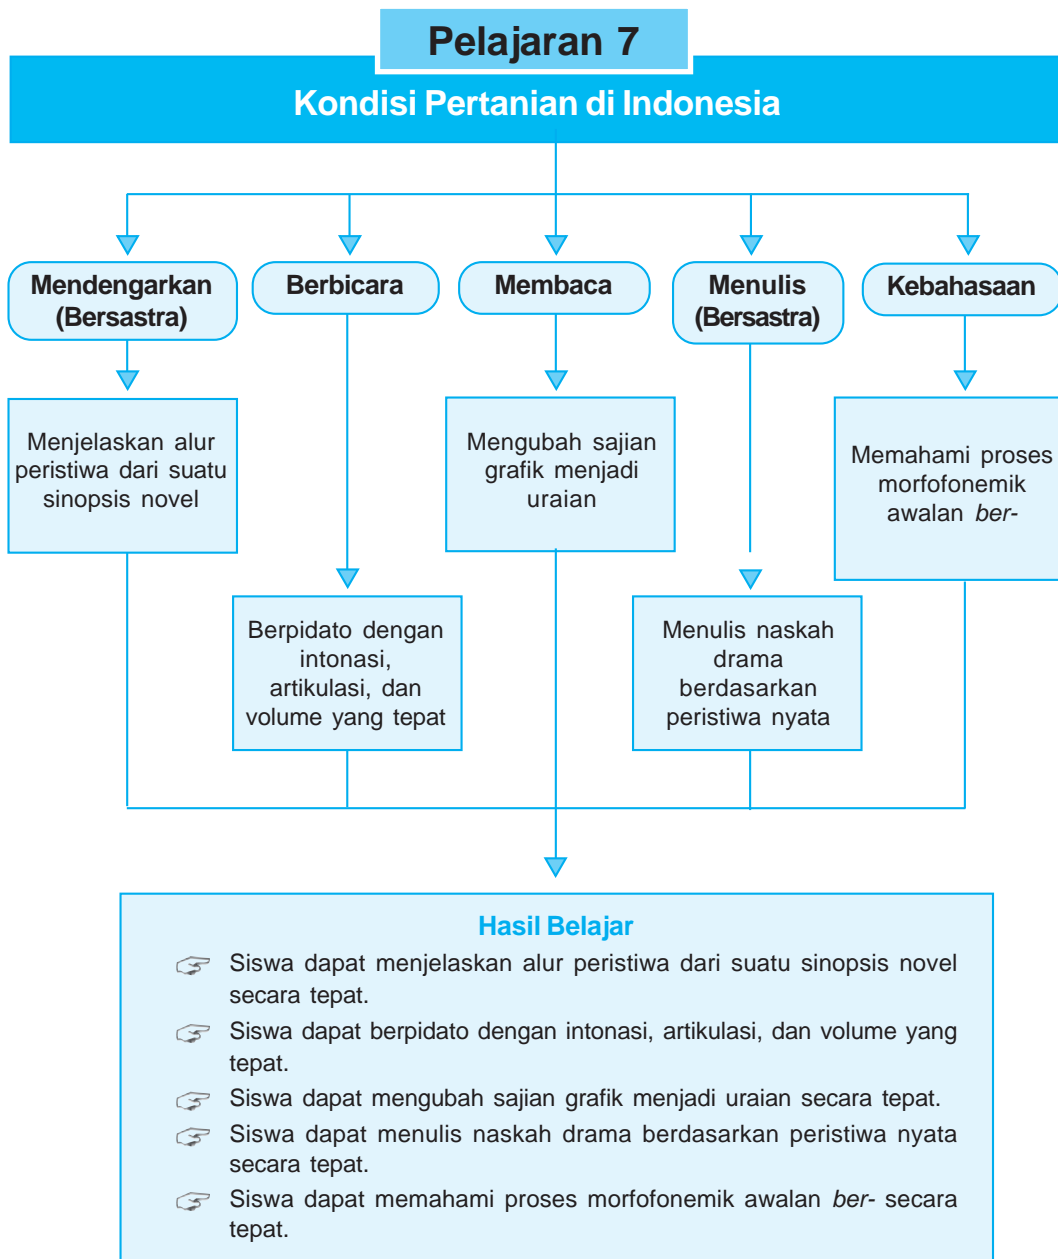 Pelajaran 7
Kondisi Pertanian di Indonesia
Mendengarkan
(Bersastra)
Berbicara
Membaca
Menulis
(Bersastra)
Kebahasaan
Menjelaskan alur
peristiwa dari suatu
sinopsis novel
Mengubah sajian
grafik menjadi
uraian
Memahami proses
morfofonemik
awalan ber-
Berpidato dengan
intonasi,
artikulasi, dan
volume yang tepat
Menulis naskah
drama
berdasarkan
peristiwa nyata
Hasil Belajar
Siswa dapat menjelaskan alur peristiwa dari suatu sinopsis novel
secara tepat.
Siswa dapat berpidato dengan intonasi, artikulasi, dan volume yang
tepat.
Siswa dapat mengubah sajian grafik menjadi uraian secara tepat.
Siswa dapat menulis naskah drama berdasarkan peristiwa nyata
secara tepat.
Siswa dapat memahami proses morfofonemik awalan ber- secara
tepat.